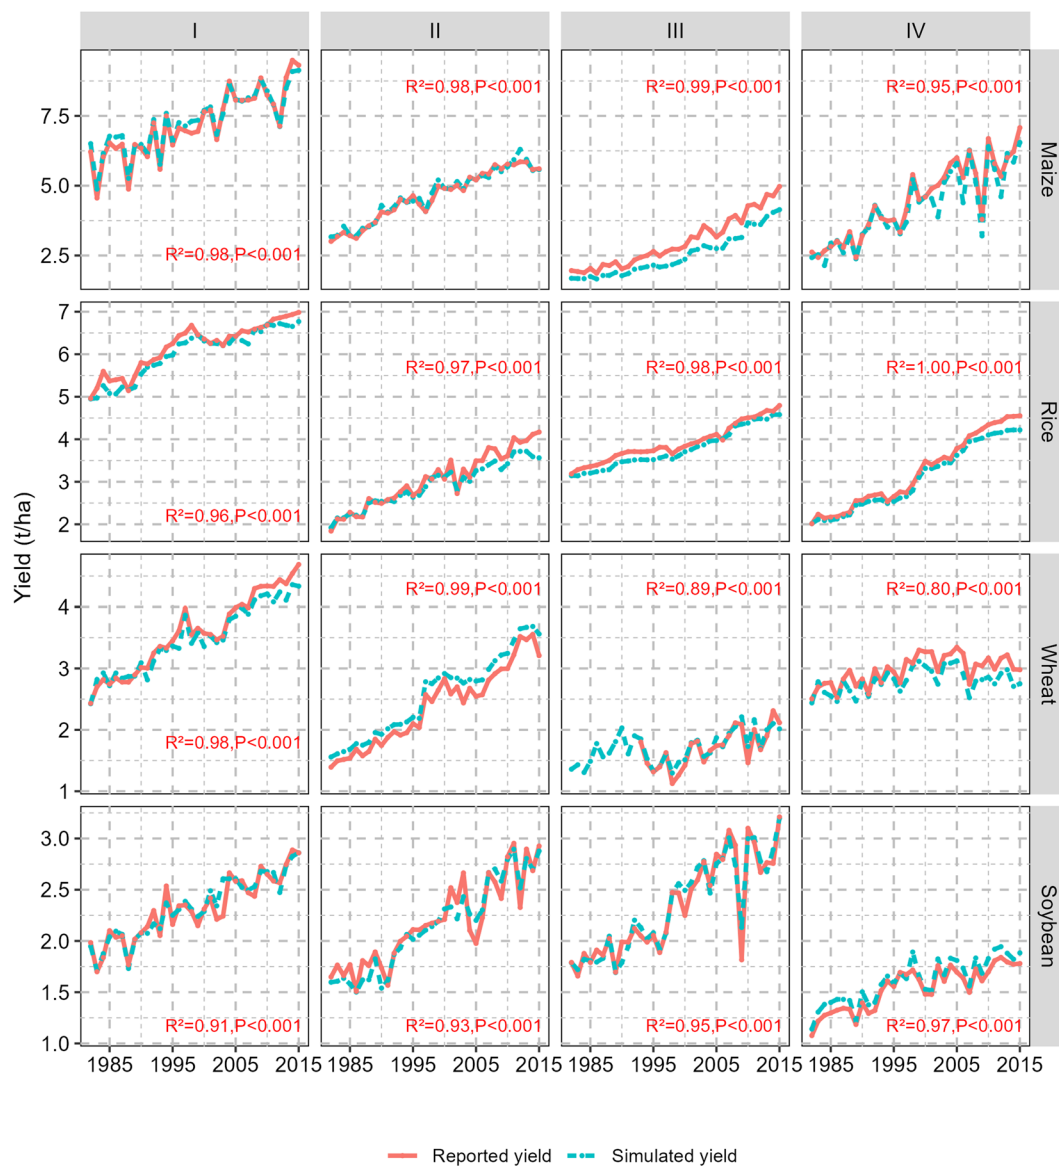 I II III IV
R²=0.98,P<0.001 R²=0.99,P<0.001 R²=0.95,P<0.001
7.5
5.0
2.5
R²=0.98,P<0.001
Maize
7
6
5
4
3
2
R²=0.97,P<0.001 R²=0.98,P<0.001 R²=1.00,P<0.001
R²=0.96,P<0.001
Rice
Yield (t/ha)
4
3
2
1
R²=0.99,P<0.001 R²=0.89,P<0.001 R²=0.80,P<0.001
R²=0.98,P<0.001
Wheat
3.0
2.5
2.0
1.5
1.0
R²=0.91,P<0.001 R²=0.93,P<0.001 R²=0.95,P<0.001 R²=0.97,P<0.001
Soybean
1985 1995 2005 2015 1985 1995 2005 2015 1985 1995 2005 2015 1985 1995 2005 2015
Reported yield Simulated yield